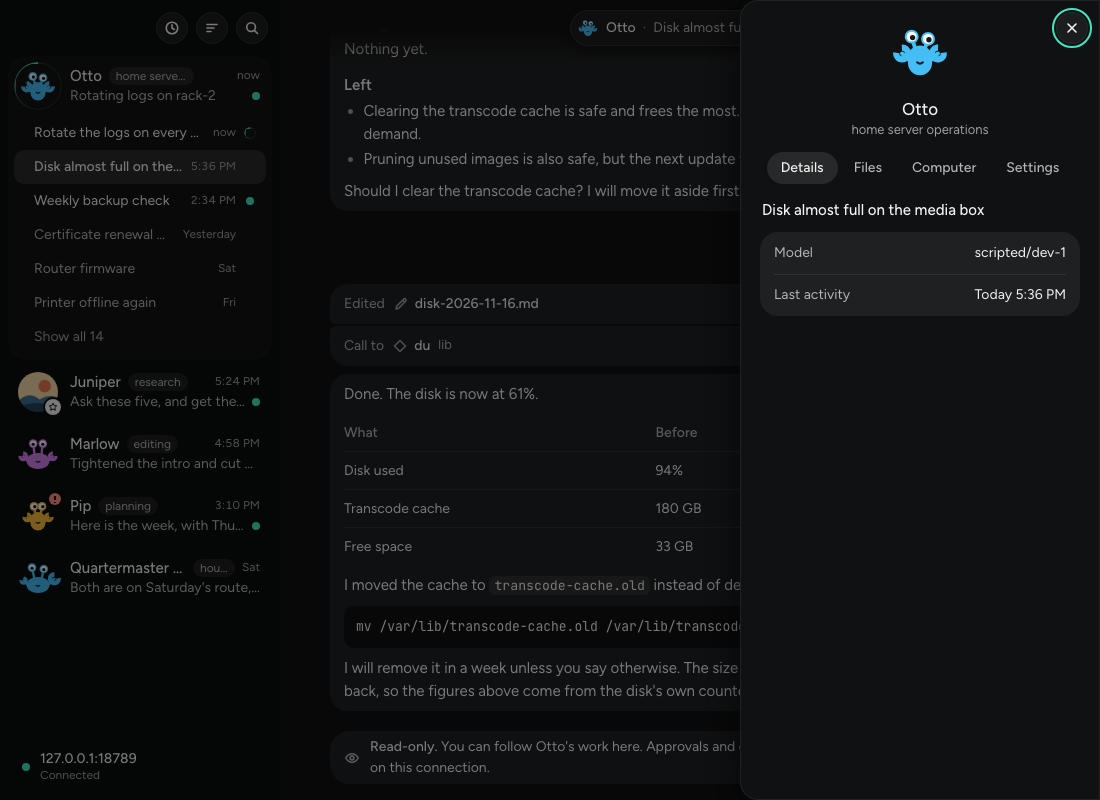 Otto home serve... now
Rotating logs on rack-2
Rotate the logs on every ... now
Disk almost full on the... 5:36 PM
Weekly backup check 2:34 PM
Certificate renewal ... Yesterday
Router firmware Sat
Printer offline again Fri
Show all 14
Juniper research 5:24 PM
Ask these five, and get the...
Marlow editing 4:58 PM
Tightened the intro and cut ...
Pip planning 3:10 PM
Here is the week, with Thu...
Quartermaster ... hou... Sat
Both are on Saturday's route,...
127.0.0.1:18789
Connected
Otto · Disk almost fu
Nothing yet.
Left
• Clearing the transcode cache is safe and frees the most.
demand.
• Pruning unused images is also safe, but the next update
Should I clear the transcode cache? I will move it aside first
Edited disk-2026-11-16.md
Call to du lib
Done. The disk is now at 61%.
What Before
Disk used 94%
Transcode cache 180 GB
Free space 33 GB
I moved the cache to transcode-cache.old instead of de
mv /var/lib/transcode-cache.old /var/lib/transcod
I will remove it in a week unless you say otherwise. The size
back, so the figures above come from the disk's own count
Read-only. You can follow Otto's work here. Approvals and
on this connection.
Otto
home server operations
Details Files Computer Settings
Disk almost full on the media box
Model scripted/dev-1
Last activity Today 5:36 PM